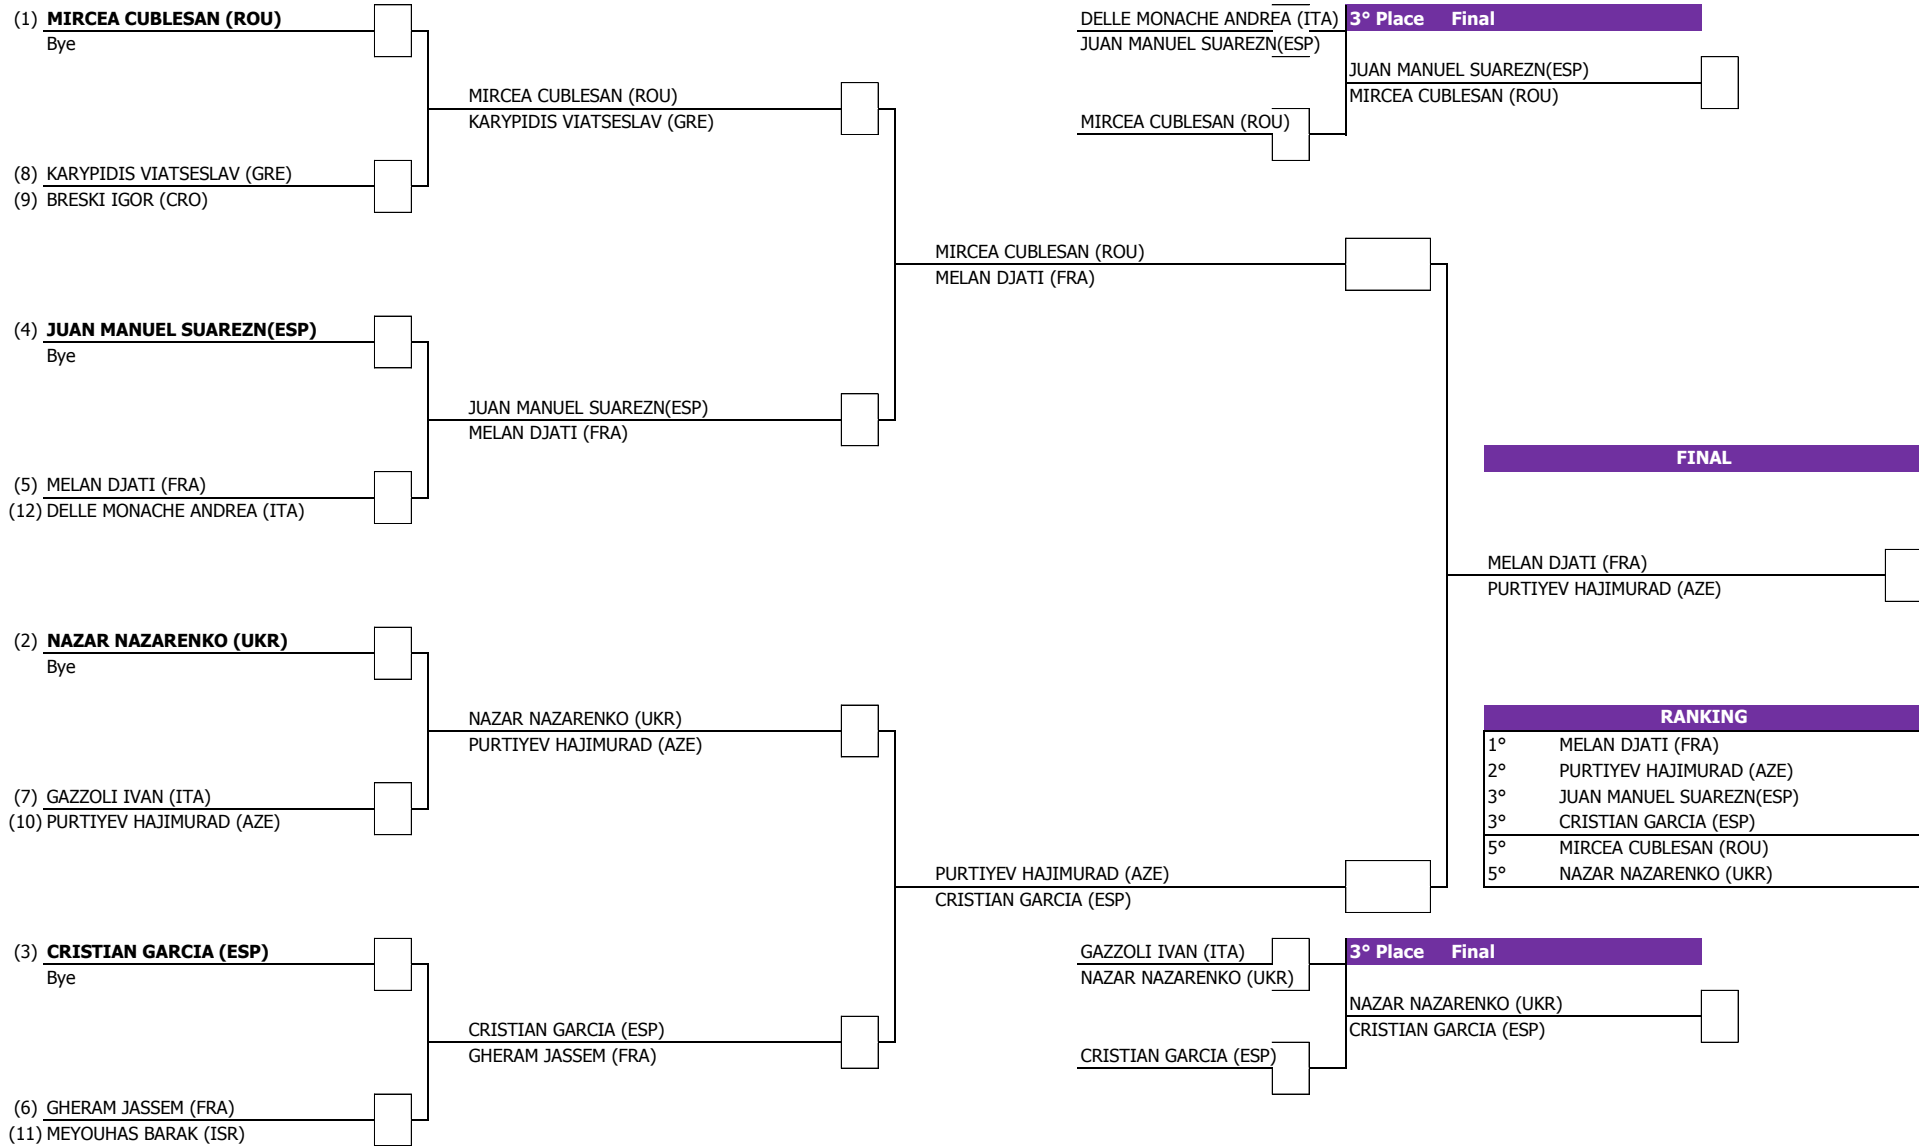 (1) MIRCEA CUBLESAN (ROU)
Bye
(8) KARYPIDIS VIATSESLAV (GRE)
(9) BRESKI IGOR (CRO)
(4) JUAN MANUEL SUAREZN(ESP)
Bye
(5) MELAN DJATI (FRA)
(12) DELLE MONACHE ANDREA (ITA)
(2) NAZAR NAZARENKO (UKR)
Bye
(7) GAZZOLI IVAN (ITA)
(10) PURTIYEV HAJIMURAD (AZE)
(3) CRISTIAN GARCIA (ESP)
Bye
(6) GHERAM JASSEM (FRA)
(11) MEYOUHAS BARAK (ISR)
MIRCEA CUBLESAN (ROU)
KARYPIDIS VIATSESLAV (GRE)
JUAN MANUEL SUAREZN(ESP)
MELAN DJATI (FRA)
NAZAR NAZARENKO (UKR)
PURTIYEV HAJIMURAD (AZE)
CRISTIAN GARCIA (ESP)
GHERAM JASSEM (FRA)
MIRCEA CUBLESAN (ROU)
MELAN DJATI (FRA)
PURTIYEV HAJIMURAD (AZE)
CRISTIAN GARCIA (ESP)
DELLE MONACHE ANDREA (ITA)
JUAN MANUEL SUAREZN(ESP)
MIRCEA CUBLESAN (ROU)
3° Place Final
JUAN MANUEL SUAREZN(ESP)
MIRCEA CUBLESAN (ROU)
FINAL
MELAN DJATI (FRA)
PURTIYEV HAJIMURAD (AZE)
RANKING
1° MELAN DJATI (FRA)
2° PURTIYEV HAJIMURAD (AZE)
3° JUAN MANUEL SUAREZN(ESP)
3° CRISTIAN GARCIA (ESP)
5° MIRCEA CUBLESAN (ROU)
5° NAZAR NAZARENKO (UKR)
GAZZOLI IVAN (ITA)
NAZAR NAZARENKO (UKR)
CRISTIAN GARCIA (ESP)
3° Place Final
NAZAR NAZARENKO (UKR)
CRISTIAN GARCIA (ESP)